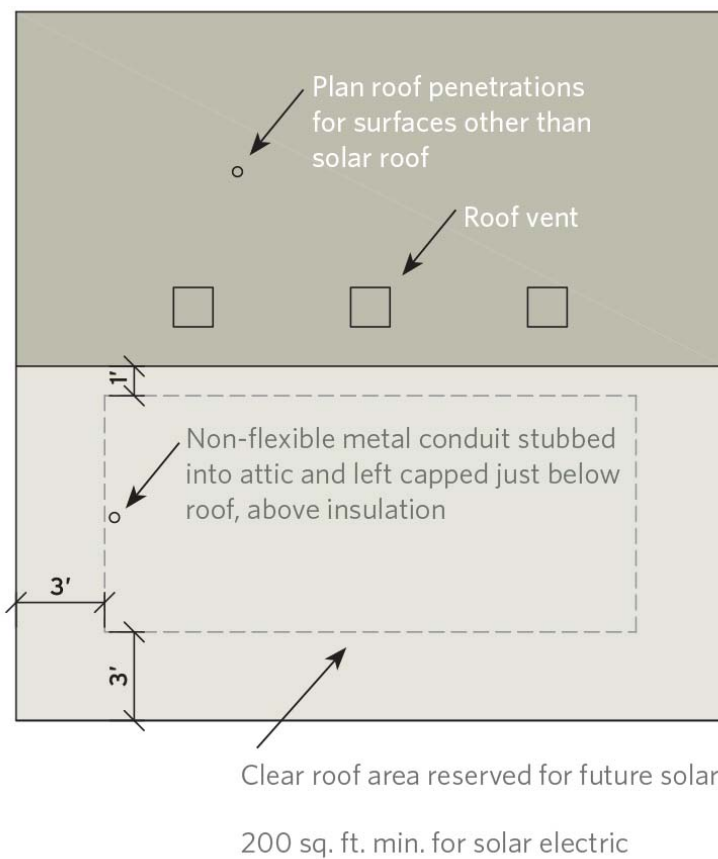 Plan roof penetrations
for surfaces other than
solar roof
Roof vent
1'
Non-flexible metal conduit stubbed
into attic and left capped just below
roof, above insulation
3'
3'
Clear roof area reserved for future solar
200 sq. ft. min. for solar electric